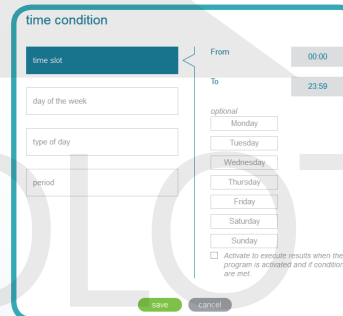 time condition
time slot
day of the week
type of day
period
From 00:00
To 23:59
optional
Monday
Tuesday
Wednesday
Thursday
Friday
Saturday
Sunday
Activate to execute results when the
program is activated and if condition
are met.
save cancel